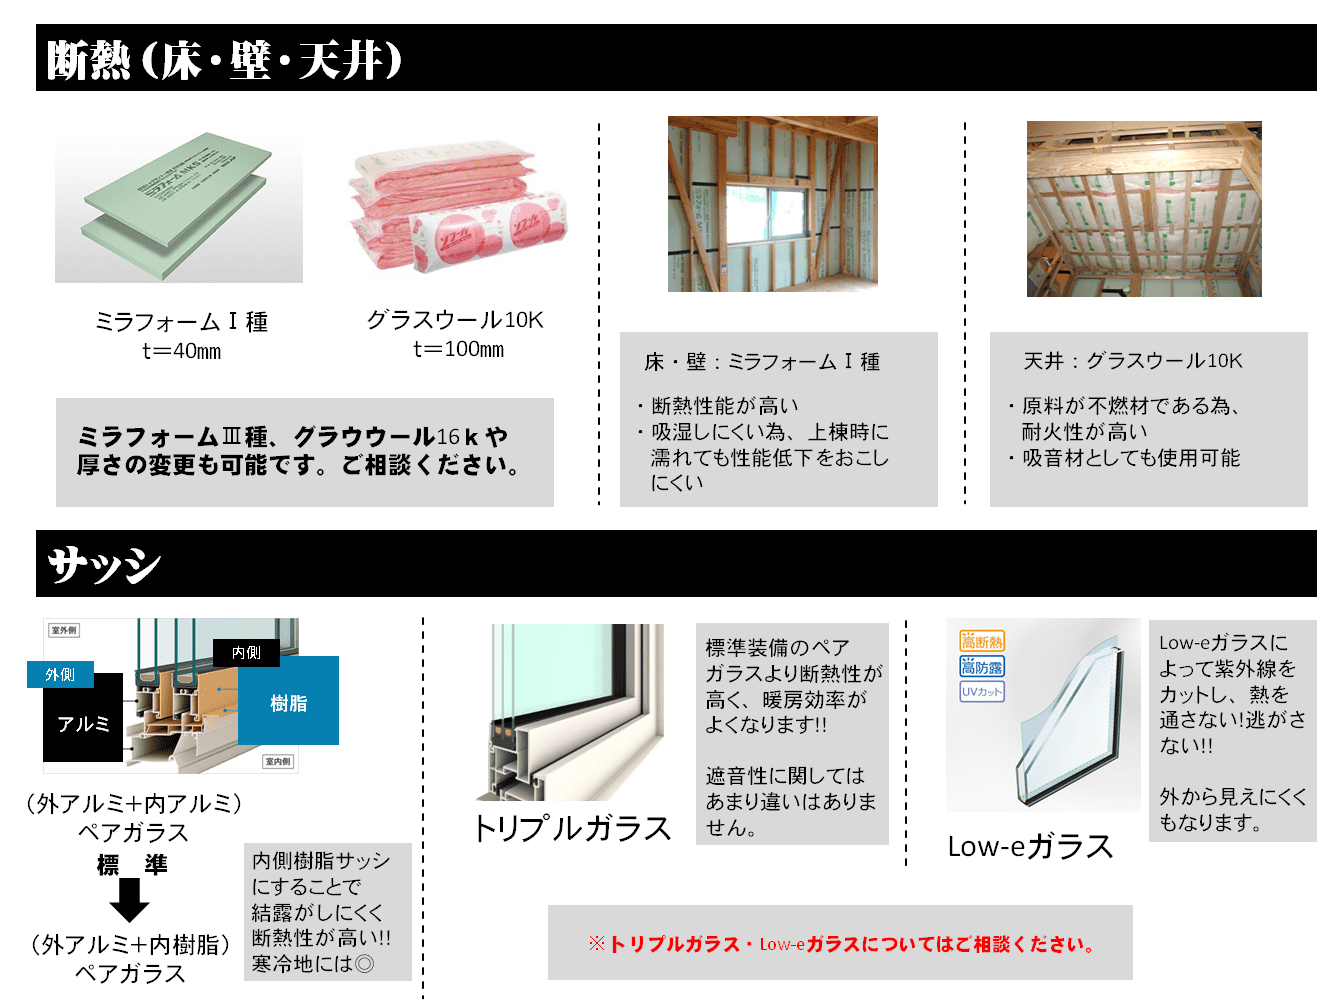 断熱（床・壁・天井）
ミラフォーム MKS
ソフール
ミラフォームⅠ種
t＝40㎜
グラスウール10K
t＝100㎜
ミラフォームⅢ種、グラウウール16ｋや
厚さの変更も可能です。ご相談ください。
床・壁：ミラフォームⅠ種
・断熱性能が高い
・吸湿しにくい為、上棟時に
濡れても性能低下をおこし
にくい
天井：グラスウール10K
・原料が不燃材である為、
耐火性が高い
・吸音材としても使用可能
サッシ
室外側
外側
内側
アルミ
樹脂
室内側
（外アルミ＋内アルミ）
ペアガラス
標　準
（外アルミ＋内樹脂）
ペアガラス
内側樹脂サッシ
にすることで
結露がしにくく
断熱性が高い!!
寒冷地には◎
トリプルガラス
標準装備のペア
ガラスより断熱性が
高く、暖房効率が
よくなります!!
遮音性に関しては
あまり違いはありま
せん。
高断熱
高防露
UVカット
Low-eガラス
Low-eガラスに
よって紫外線を
カットし、熱を
通さない!逃がさ
ない!!
外から見えにくく
もなります。
※トリプルガラス・Low-eガラスについてはご相談ください。